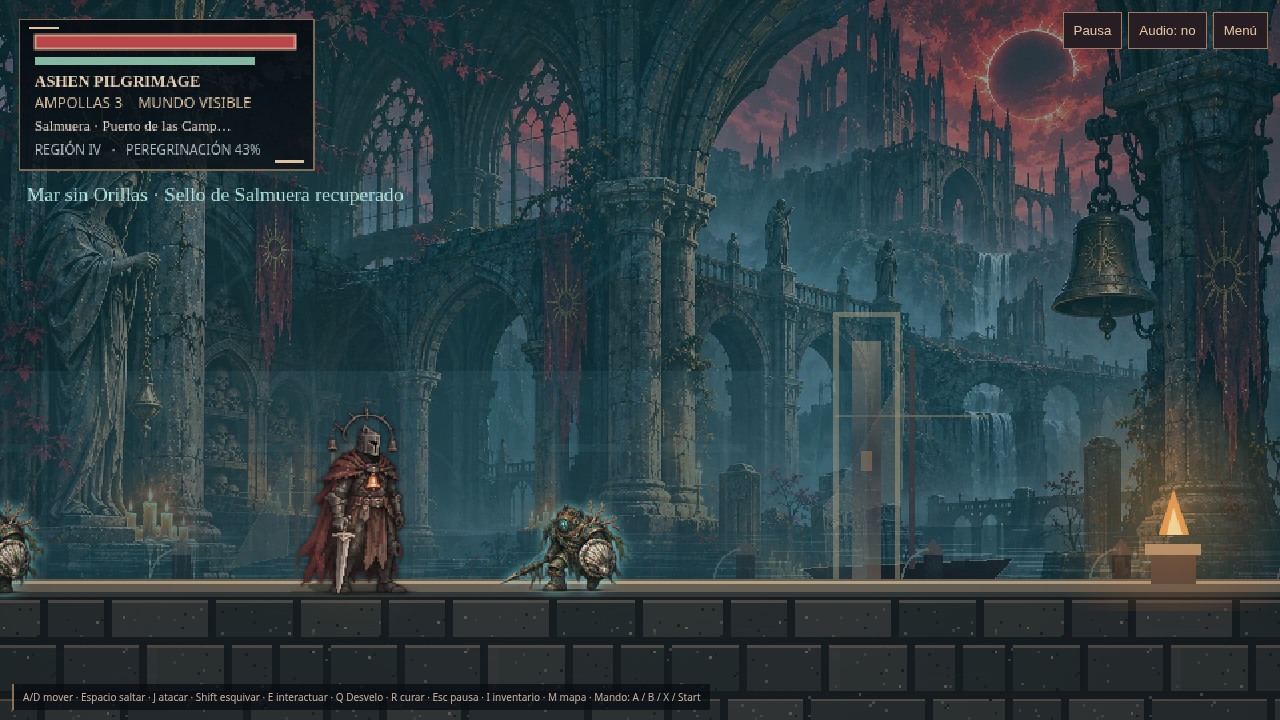 ASHEN PILGRIMAGE
AMPOLLAS 3 MUNDO VISIBLE
Salmuera · Puerto de las Camp…
REGIÓN IV · PEREGRINACIÓN 43%
Mar sin Orillas · Sello de Salmuera recuperado
Pausa
Audio: no
Menú
A/D mover · Espacio saltar · J atacar · Shift esquivar · E interactuar · Q Desvelo · R curar · Esc pausa · I inventario · M mapa · Mando: A / B / X / Start